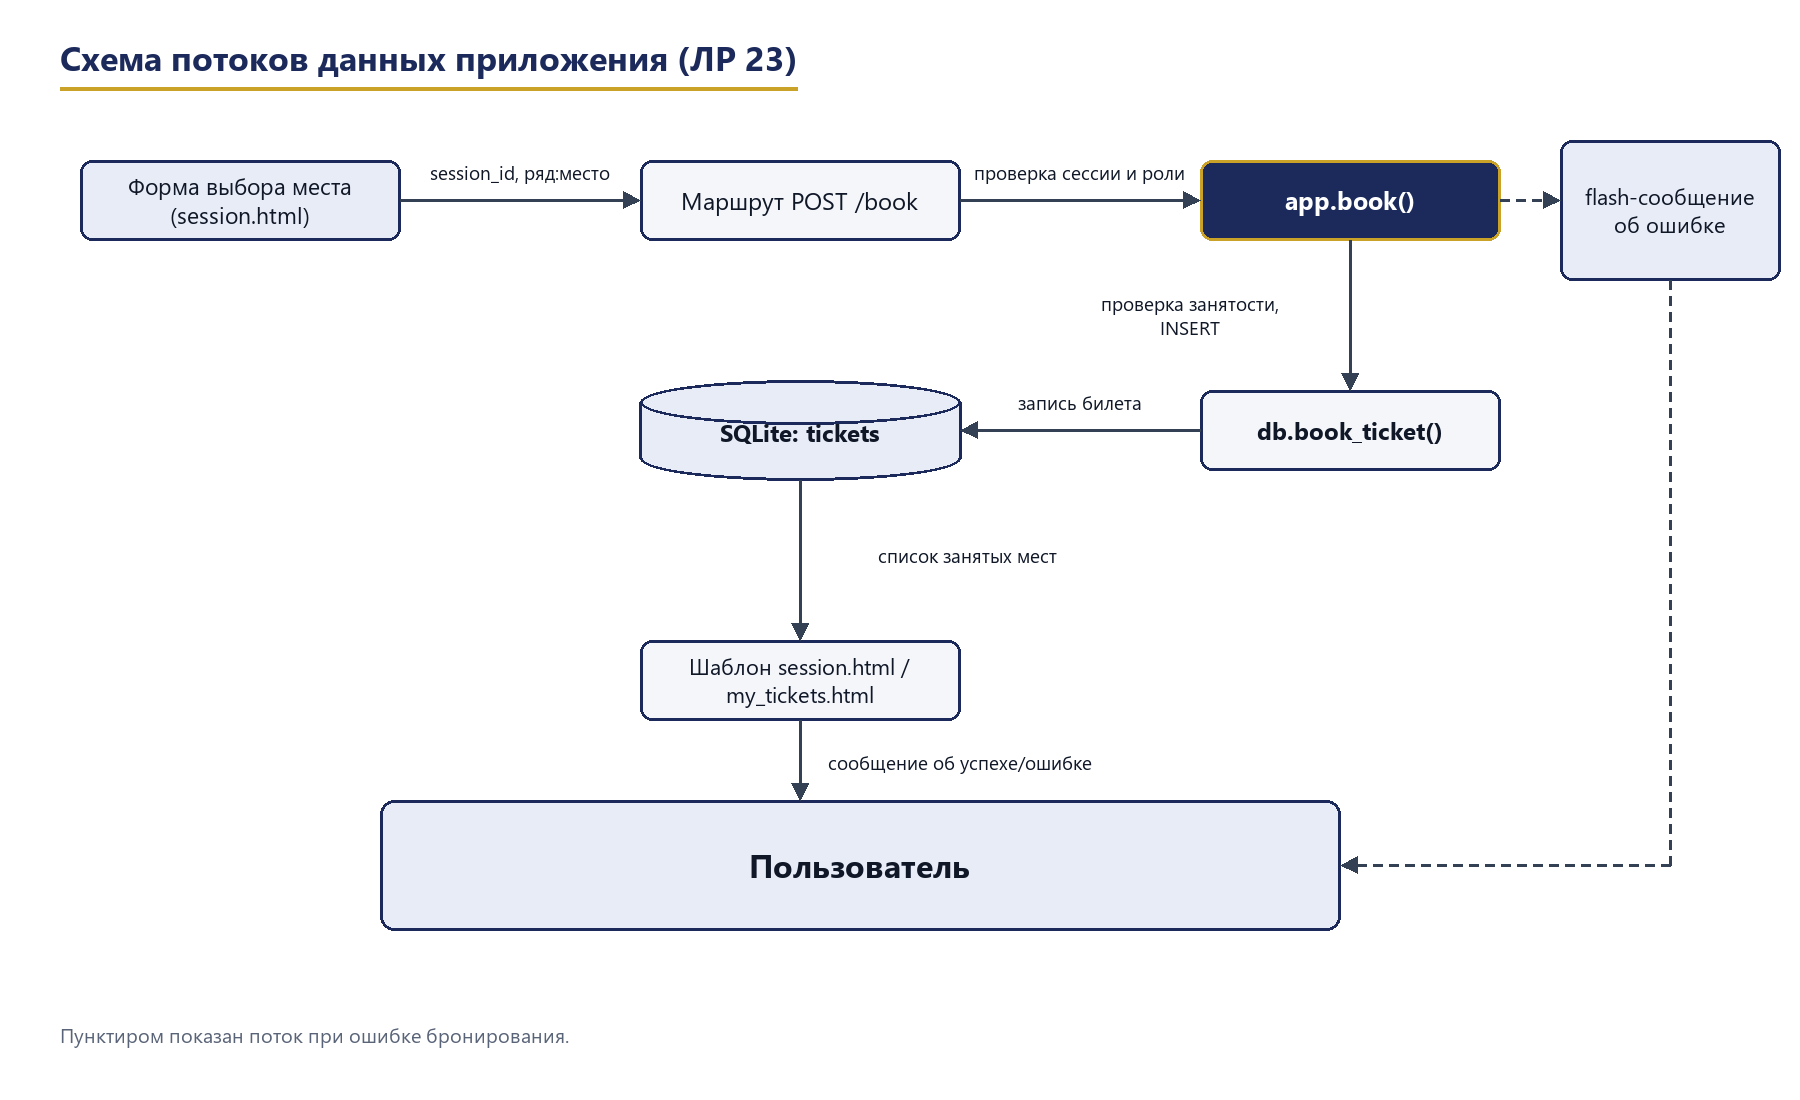 Схема потоков данных приложения (ЛР 23)
Форма выбора места
(session.html)
session_id, ряд:место
Маршрут POST /book
проверка сессии и роли
app.book()
flash-сообщение
об ошибке
проверка занятости,
INSERT
SQLite: tickets
запись билета
db.book_ticket()
список занятых мест
Шаблон session.html /
my_tickets.html
сообщение об успехе/ошибке
Пользователь
Пунктиром показан поток при ошибке бронирования.